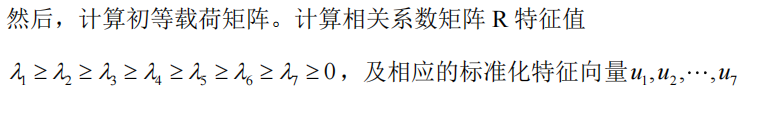 然后，计算初等载荷矩阵。计算相关系数矩阵 R 特征值
λ₁ ≥ λ₂ ≥ λ₃ ≥ λ₄ ≥ λ₅ ≥ λ₆ ≥ λ₇ ≥ 0，及相应的标准化特征向量 u₁,u₂,⋯,u₇